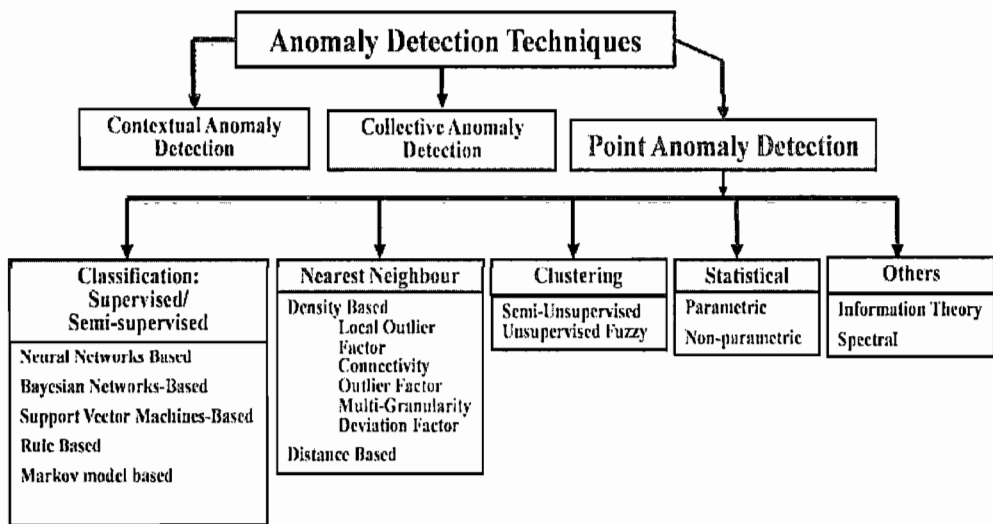 Anomaly Detection Techniques
Contextual Anomaly
Detection
Collective Anomaly
Detection
Point Anomaly Detection
Classification:
Supervised/
Semi-supervised
Neural Networks Based
Bayesian Networks-Based
Support Vector Machines-Based
Rule Based
Markov model based
Nearest Neighbour
Density Based
Local Outlier
Factor
Connectivity
Outlier Factor
Multi-Granularity
Deviation Factor
Distance Based
Clustering
Semi-Unsupervised
Unsupervised Fuzzy
Statistical
Parametric
Non-parametric
Others
Information Theory
Spectral